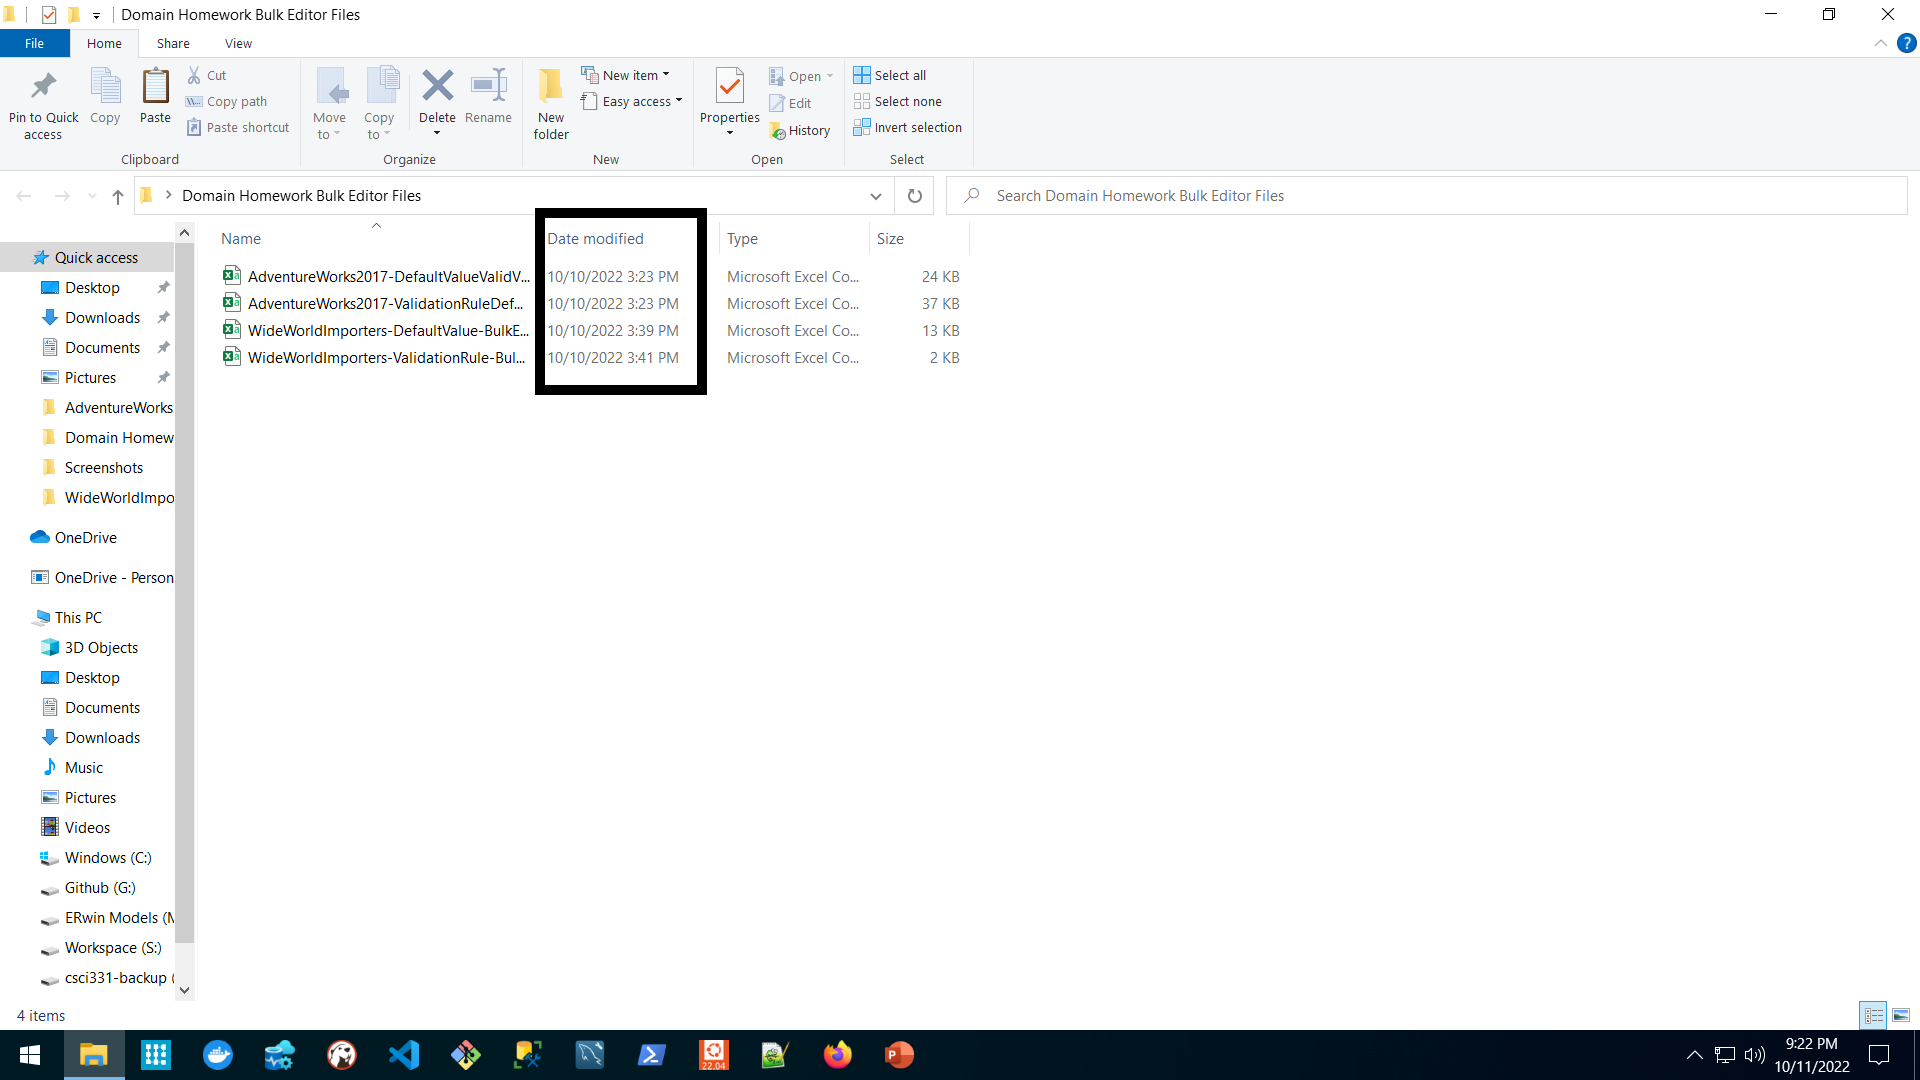 Domain Homework Bulk Editor Files
File Home Share View
Pin to Quick access
Copy
Paste
Cut
Copy path
Paste shortcut
Clipboard
Move to
Copy to
Delete
Rename
Organize
New folder
New item
Easy access
New
Properties
Open
Edit
History
Open
Select all
Select none
Invert selection
Select
Domain Homework Bulk Editor Files
Search Domain Homework Bulk Editor Files
Name Date modified Type Size
AdventureWorks2017-DefaultValueValidV... 10/10/2022 3:23 PM Microsoft Excel Co... 24 KB
AdventureWorks2017-ValidationRuleDef... 10/10/2022 3:23 PM Microsoft Excel Co... 37 KB
WideWorldImporters-DefaultValue-BulkE... 10/10/2022 3:39 PM Microsoft Excel Co... 13 KB
WideWorldImporters-ValidationRule-Bul... 10/10/2022 3:41 PM Microsoft Excel Co... 2 KB
Quick access
Desktop
Downloads
Documents
Pictures
AdventureWorks
Domain Homew
Screenshots
WideWorldImpo
OneDrive
OneDrive - Person
This PC
3D Objects
Desktop
Documents
Downloads
Music
Pictures
Videos
Windows (C:)
Github (G:)
ERwin Models (M
Workspace (S:)
csci331-backup (
4 items
22.04
9:22 PM
10/11/2022